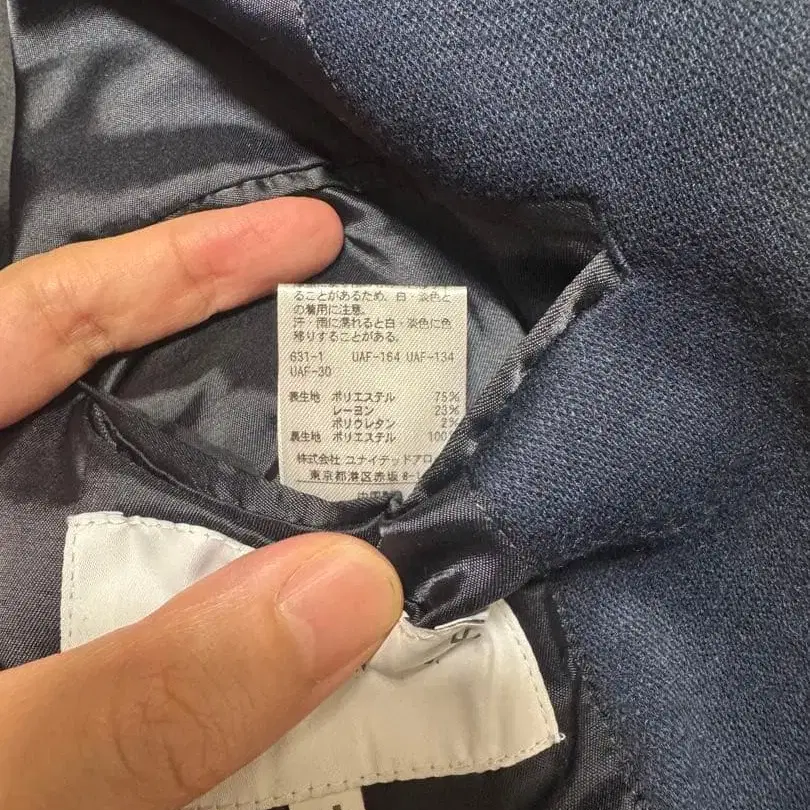 ることがあるため、白・淡色と
の着用に注意。
汗・雨に濡れると白・淡色に色
移りすることがある。
631-1 UAF-164 UAF-134
UAF-30
表生地 ポリエステル 75%
レーヨン 23%
ポリウレタン 2%
裏生地 ポリエステル 100
株式会社 ユナイテッドアロ
東京都港区赤坂 8-1